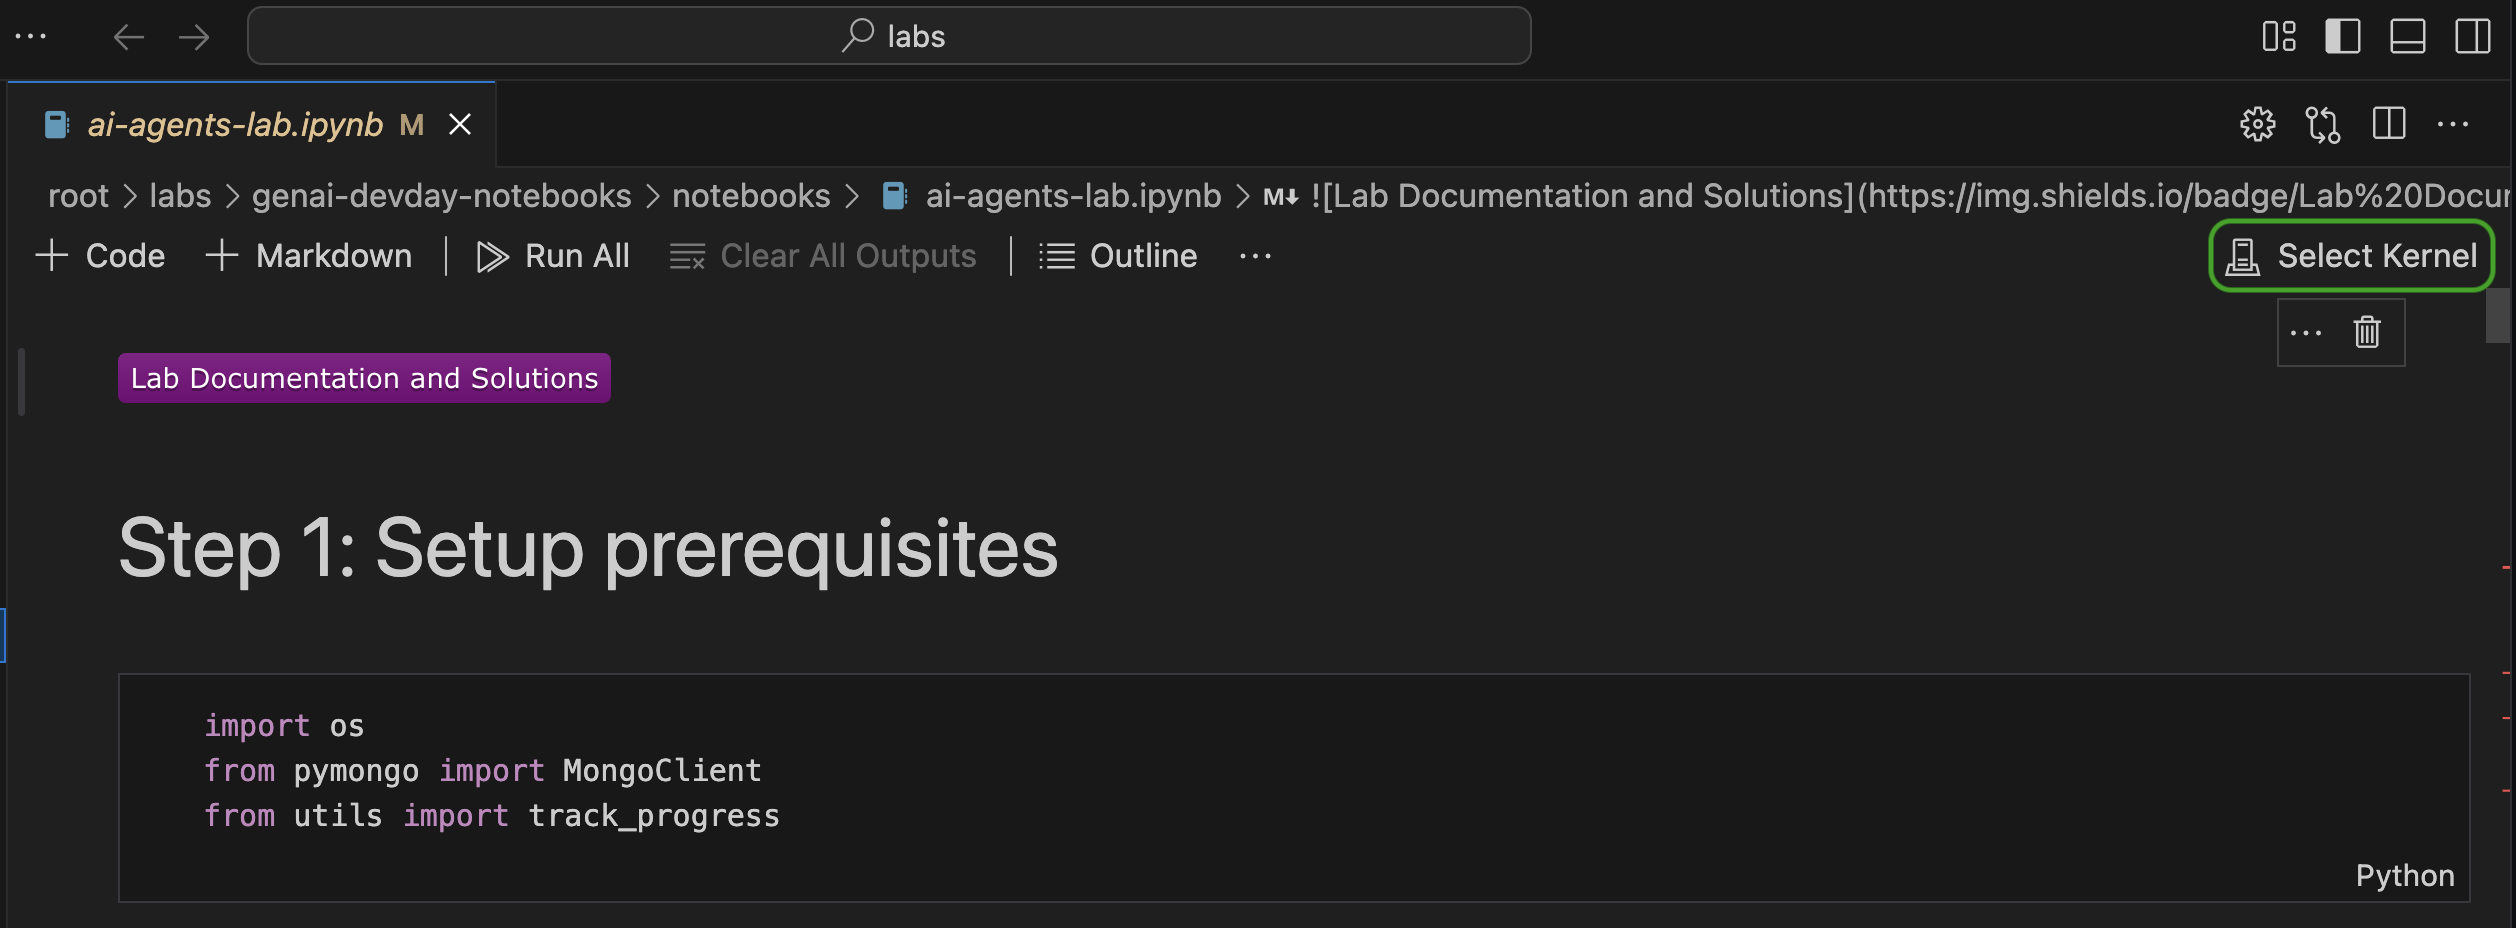 labs
ai-agents-lab.ipynb M
root > labs > genai-devday-notebooks > notebooks > ai-agents-lab.ipynb > M↓ ![Lab Documentation and Solutions](https://img.shields.io/badge/Lab%20Docu
Code Markdown Run All Clear All Outputs Outline ... Select Kernel
Lab Documentation and Solutions
Step 1: Setup prerequisites
import os
from pymongo import MongoClient
from utils import track_progress
Python